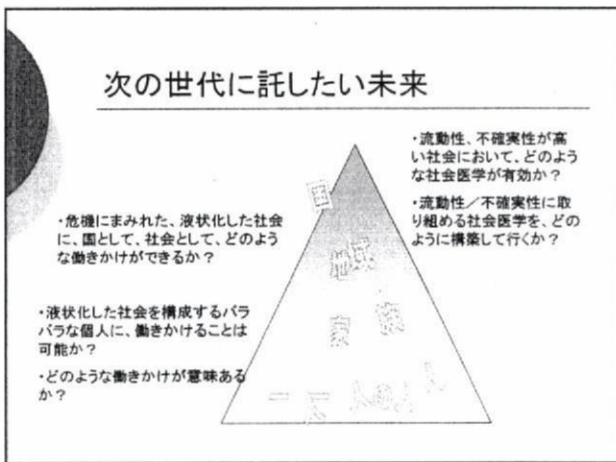 次の世代に託したい未来
・流動性、不確実性が高
い社会において、どのよう
な社会医学が有効か？
・流動性／不確実性に取
り組める社会医学を、どの
ように構築して行くか？
・危機にまみれた、液状化した社会
に、国として、社会として、どのよう
な働きかけができるか？
・液状化した社会を構成するバラ
バラな個人に、働きかけることは
可能か？
・どのような働きかけが意味ある
か？
国
地域
家族
一人一人の人